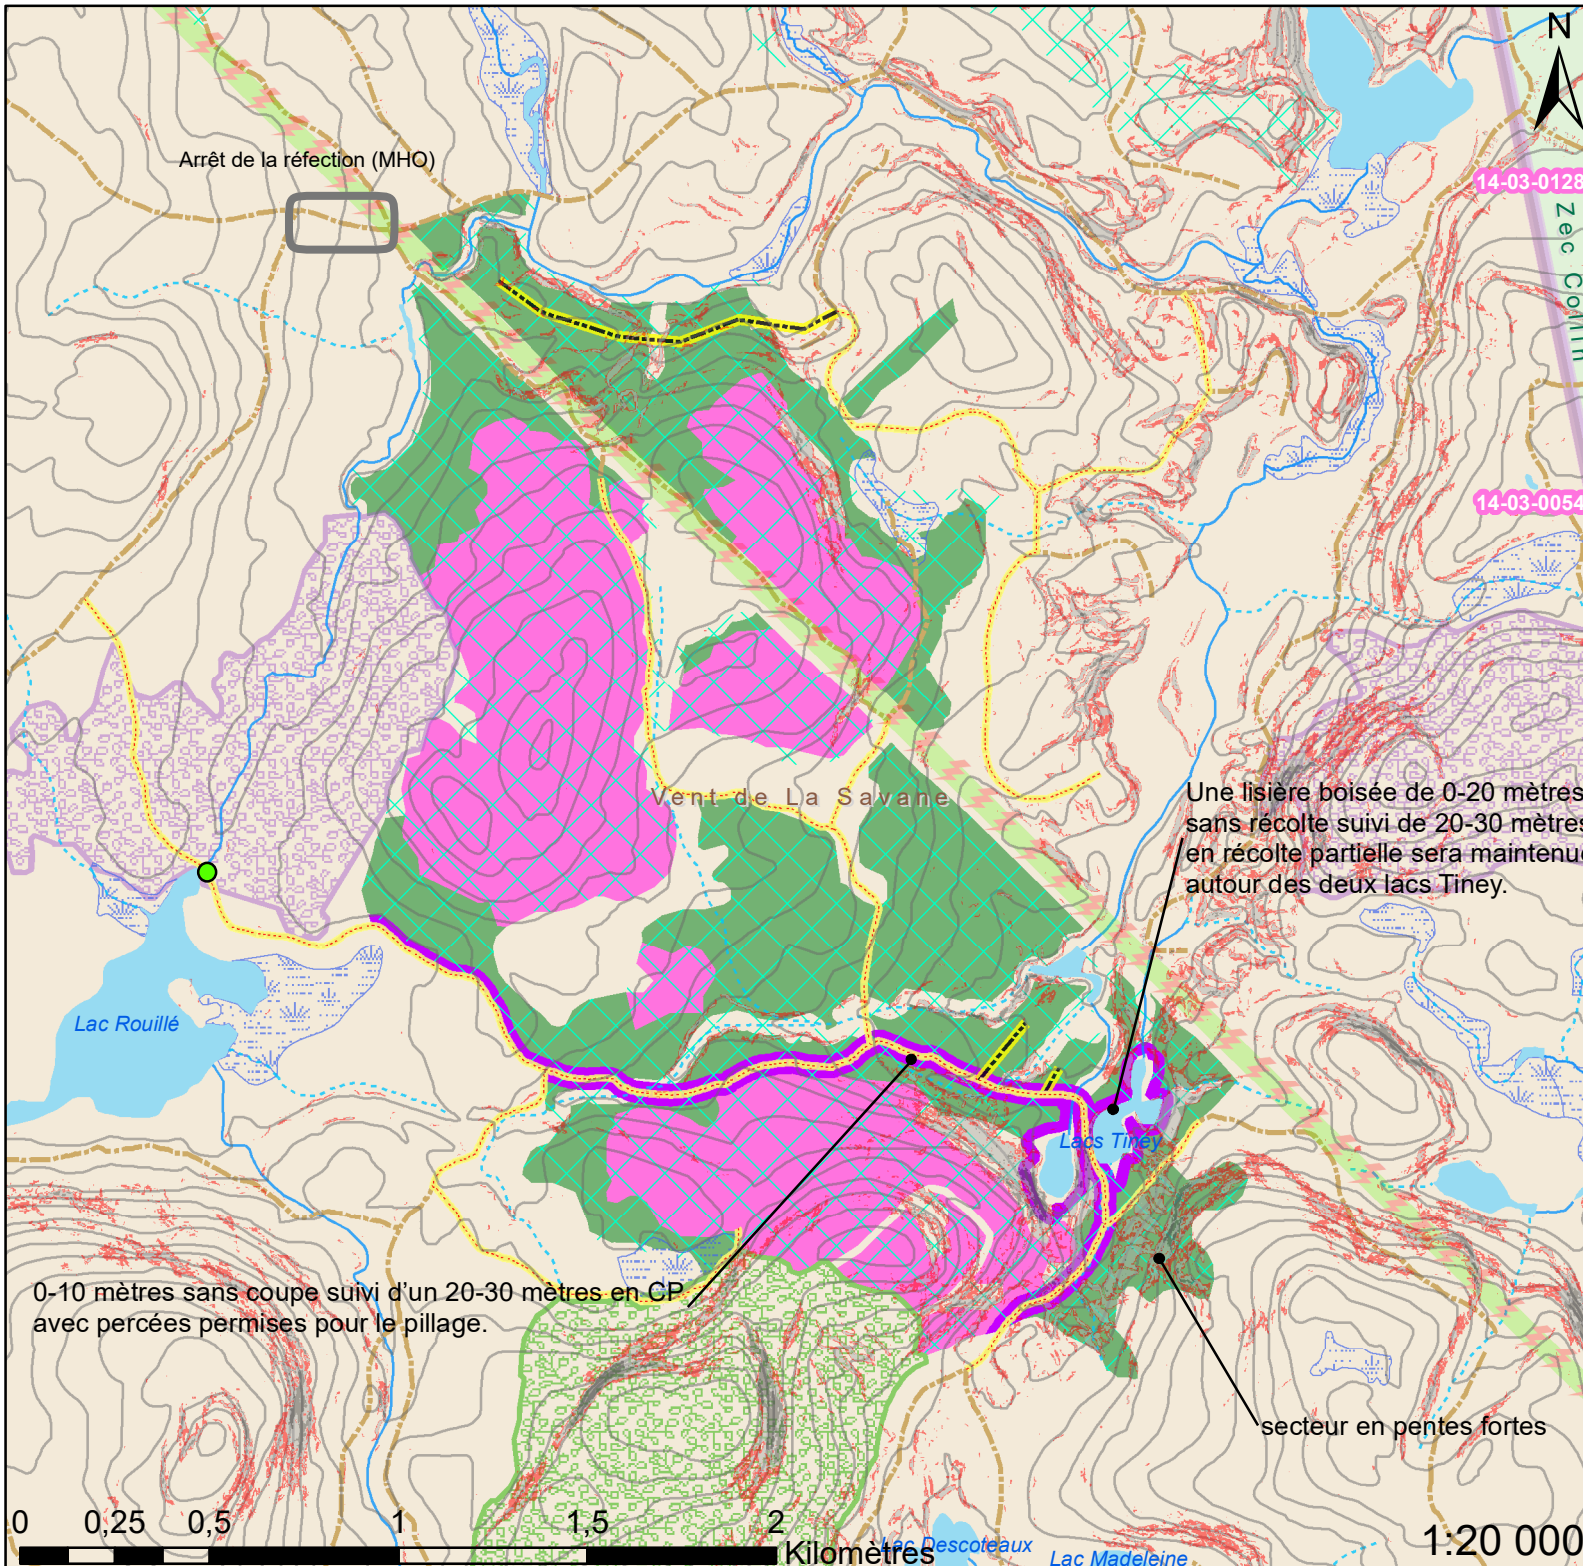 N
Arrêt de la réfection (MHO)
14-03-0128
Zec Collin
14-03-0054
Vent de La Savane
Une lisière boisée de 0-20 mètres
sans récolte suivi de 20-30 mètres
en récolte partielle sera maintenue
autour des deux lacs Tiney.
Lac Rouillé
Lacs Tiney
0-10 mètres sans coupe suivi d'un 20-30 mètres en CP
avec percées permises pour le pillage.
secteur en pentes fortes
0 0,25 0,5 1 1,5 2
Kilomètres
Lac Descoteaux
Lac Madeleine
1:20 000